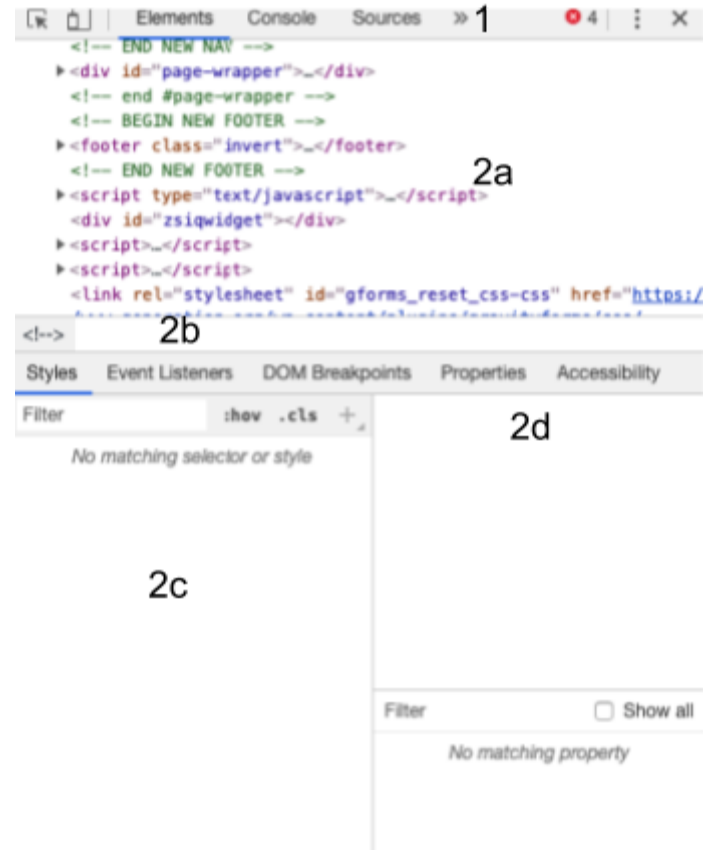 Elements Console Sources » 1 4
<!-- END NEW NAV -->
<div id="page-wrapper">…</div>
<!-- end #page-wrapper -->
<!-- BEGIN NEW FOOTER -->
<footer class="invert">…</footer>
<!-- END NEW FOOTER -->
2a
<script type="text/javascript">…</script>
<div id="zsiqwidget"></div>
<script>…</script>
<script>…</script>
<link rel="stylesheet" id="gforms_reset_css-css" href="https:/
<!--> 2b
Styles Event Listeners DOM Breakpoints Properties Accessibility
Filter :hov .cls +
2d
No matching selector or style
2c
Filter Show all
No matching property